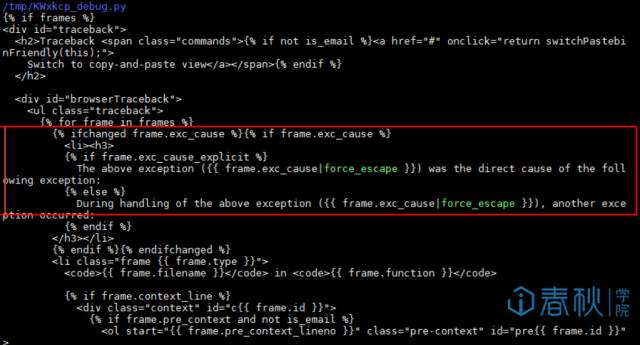 /tmp/KWxkcp_debug.py
{% if frames %}
<div id="traceback">
  <h2>Traceback <span class="commands">{% if not is_email %}<a href="#" onclick="return switchPastebi
nFriendly(this);">
    Switch to copy-and-paste view</a></span>{% endif %}
  </h2>

  <div id="browserTraceback">
    <ul class="traceback">
      {% for frame in frames %}
        {% ifchanged frame.exc_cause %}{% if frame.exc_cause %}
          <li><h3>
          {% if frame.exc_cause_explicit %}
            The above exception ({{ frame.exc_cause|force_escape }}) was the direct cause of the foll
owing exception:
          {% else %}
            During handling of the above exception ({{ frame.exc_cause|force_escape }}), another exce
ption occurred:
          {% endif %}
        </h3></li>
        {% endif %}{% endifchanged %}
        <li class="frame {{ frame.type }}">
          <code>{{ frame.filename }}</code> in <code>{{ frame.function }}</code>

          {% if frame.context_line %}
            <div class="context" id="c{{ frame.id }}">
              {% if frame.pre_context and not is_email %}
                <ol start="{{ frame.pre_context_lineno }}" class="pre-context" id="pre{{ frame.id }}"
>
春秋学院